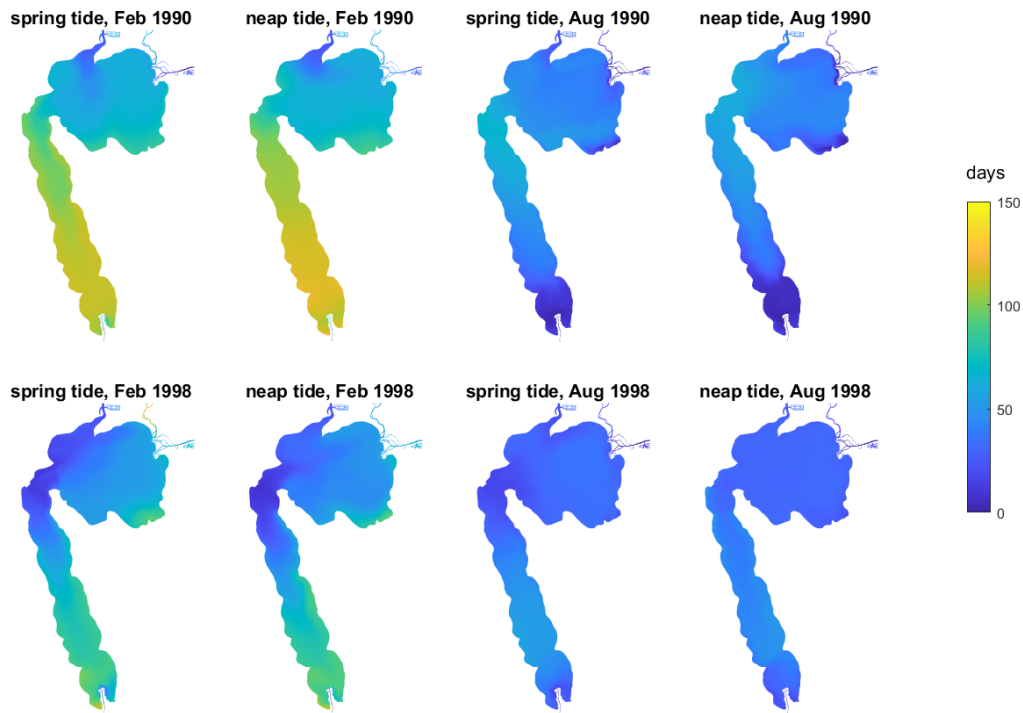 spring tide, Feb 1990
neap tide, Feb 1990
spring tide, Aug 1990
neap tide, Aug 1990
days
150
100
50
0
spring tide, Feb 1998
neap tide, Feb 1998
spring tide, Aug 1998
neap tide, Aug 1998